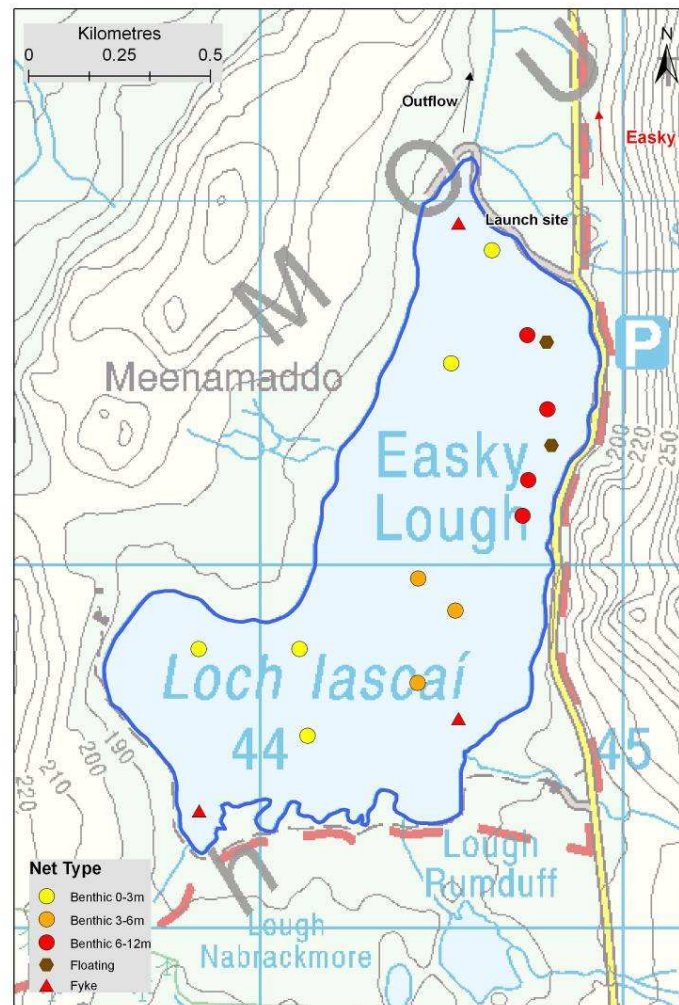 Kilometres
0 0.25 0.5
N
U
Outflow
Easky
O
Launch site
M
P
Meenamaddo
Easky
Lough
200
220
250
Loch Iascaí
44
45
190
200
210
220
h
Lough
Rumduff
Lough
Nabrackmore
Net Type
Benthic 0-3m
Benthic 3-6m
Benthic 6-12m
Floating
Fyke